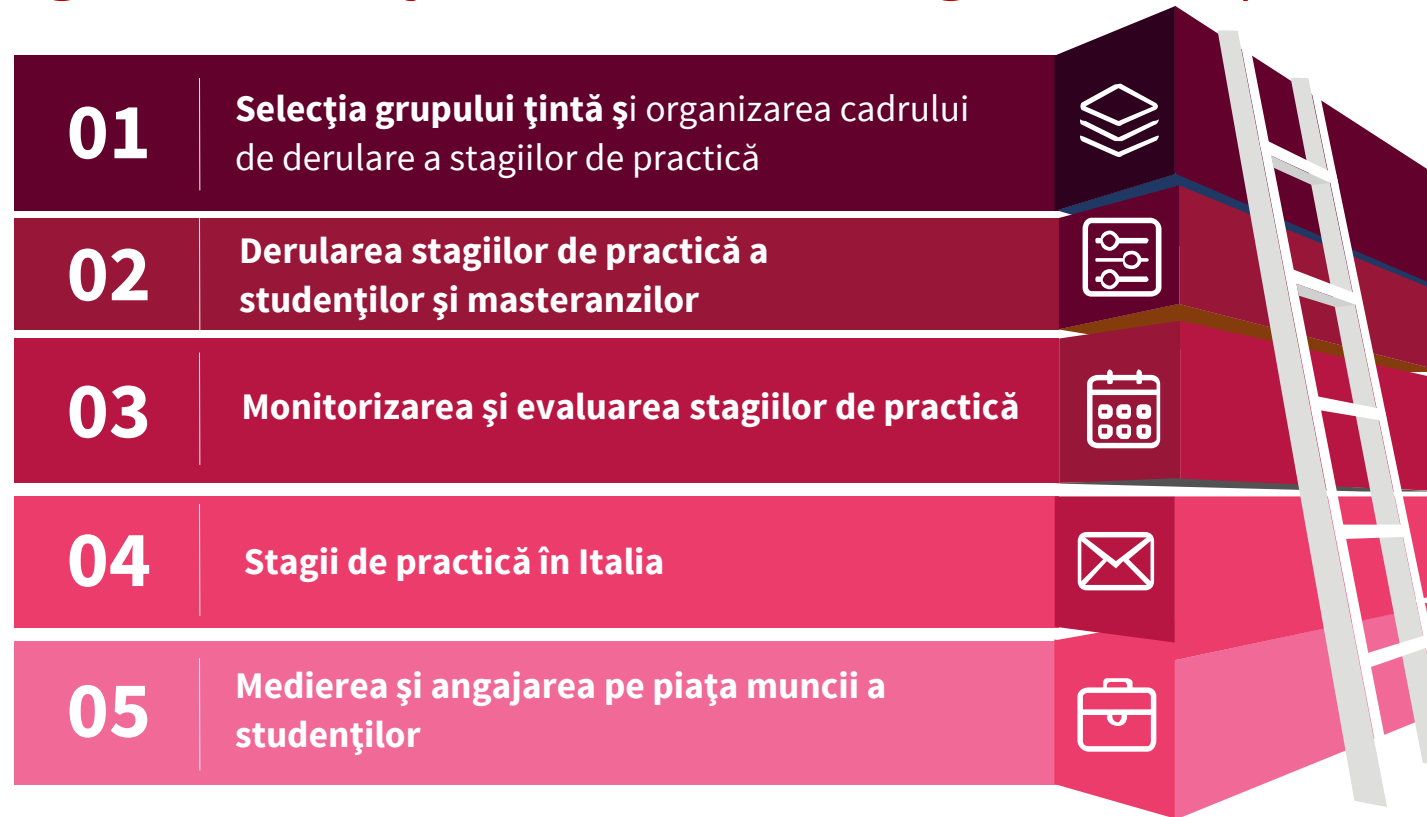 01
Selecţia grupului ţintă şi organizarea cadrului
de derulare a stagiilor de practică
02
Derularea stagiilor de practică a
studenţilor şi masteranzilor
03
Monitorizarea şi evaluarea stagiilor de practică
04
Stagii de practică în Italia
05
Medierea şi angajarea pe piaţa muncii a
studenţilor